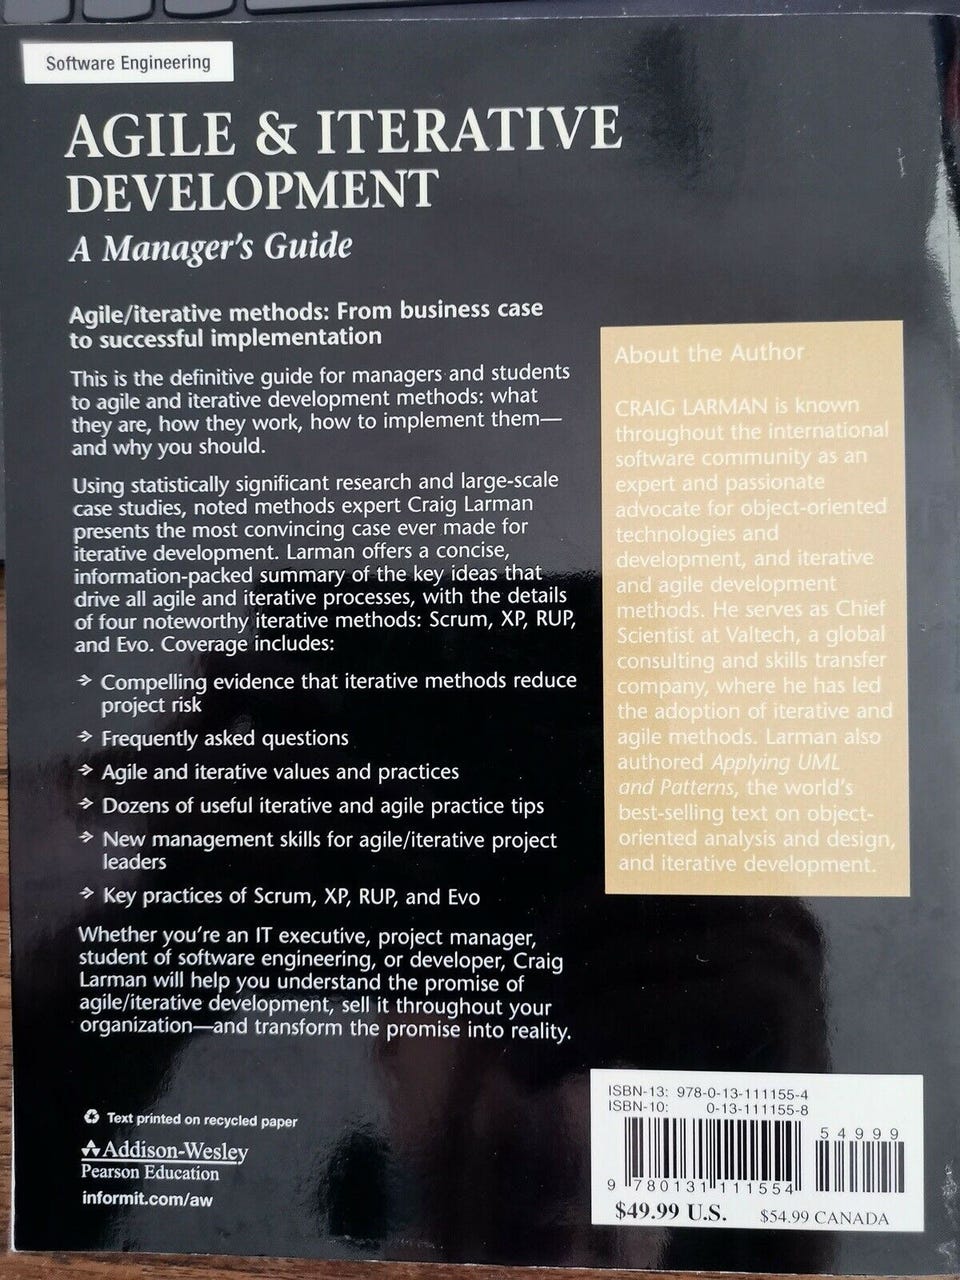 Software Engineering
AGILE & ITERATIVE
DEVELOPMENT
A Manager's Guide
Agile/iterative methods: From business case
to successful implementation
This is the definitive guide for managers and students
to agile and iterative development methods: what
they are, how they work, how to implement them—
and why you should.
Using statistically significant research and large-scale
case studies, noted methods expert Craig Larman
presents the most convincing case ever made for
iterative development. Larman offers a concise,
information-packed summary of the key ideas that
drive all agile and iterative processes, with the details
of four noteworthy iterative methods: Scrum, XP, RUP,
and Evo. Coverage includes:
Compelling evidence that iterative methods reduce
project risk
Frequently asked questions
Agile and iterative values and practices
Dozens of useful iterative and agile practice tips
New management skills for agile/iterative project
leaders
Key practices of Scrum, XP, RUP, and Evo
Whether you're an IT executive, project manager,
student of software engineering, or developer, Craig
Larman will help you understand the promise of
agile/iterative development, sell it throughout your
organization—and transform the promise into reality.
About the Author
CRAIG LARMAN is known
throughout the international
software community as an
expert and passionate
advocate for object-oriented
technologies and
development, and iterative
and agile development
methods. He serves as Chief
Scientist at Valtech, a global
consulting and skills transfer
company, where he has led
the adoption of iterative and
agile methods. Larman also
authored Applying UML
and Patterns, the world's
best-selling text on object-
oriented analysis and design,
and iterative development.
Text printed on recycled paper
Addison-Wesley
Pearson Education
informit.com/aw
ISBN-13: 978-0-13-111155-4
ISBN-10: 0-13-111155-8
54999
9 780131 111554
$49.99 U.S. $54.99 CANADA